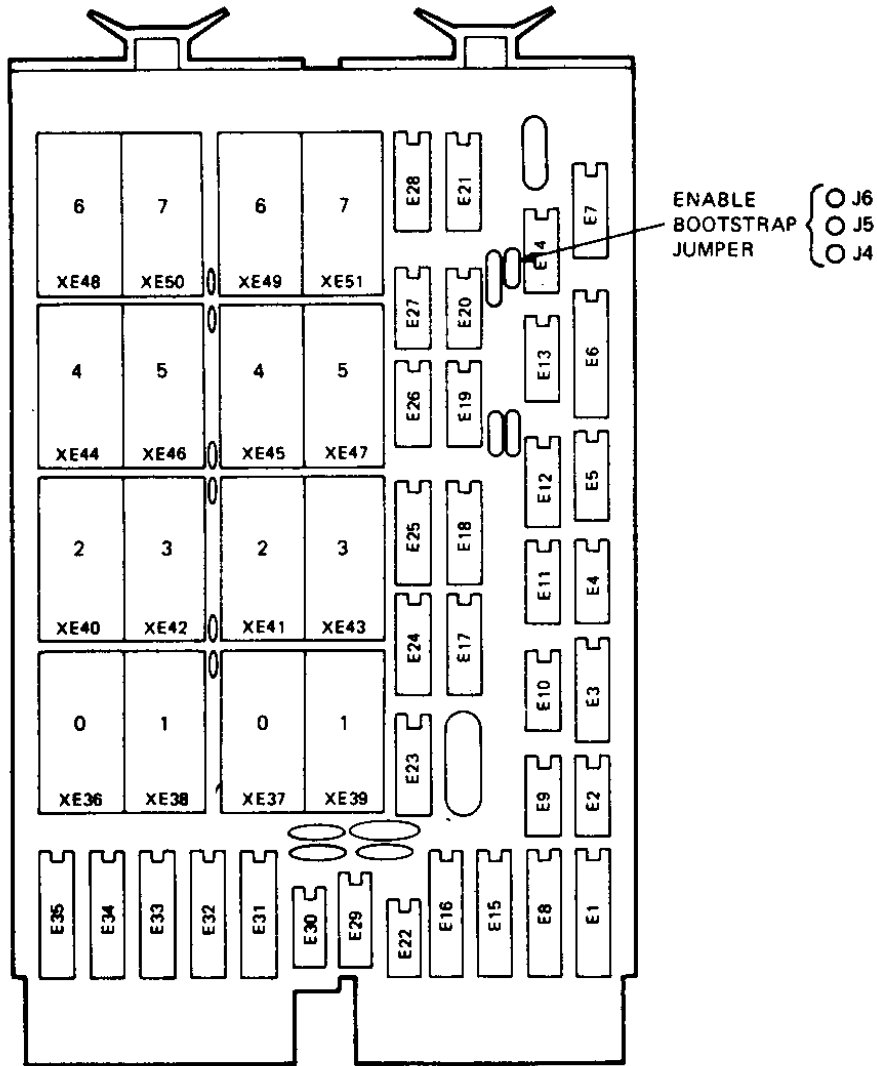 6 7 6 7
XE48 XE50 XE49 XE51
4 5 4 5
XE44 XE46 XE45 XE47
2 3 2 3
XE40 XE42 XE41 XE43
0 1 0 1
XE36 XE38 XE37 XE39
E28 E21
E27 E20
E26 E19
E25 E18
E24 E17
E23
E7
E13 E6
E12 E5
E11 E4
E10 E3
E9 E2
E35 E34 E33 E32 E31 E30 E29 E22 E16 E15 E8 E1
ENABLE
BOOTSTRAP
JUMPER
J6
J5
J4